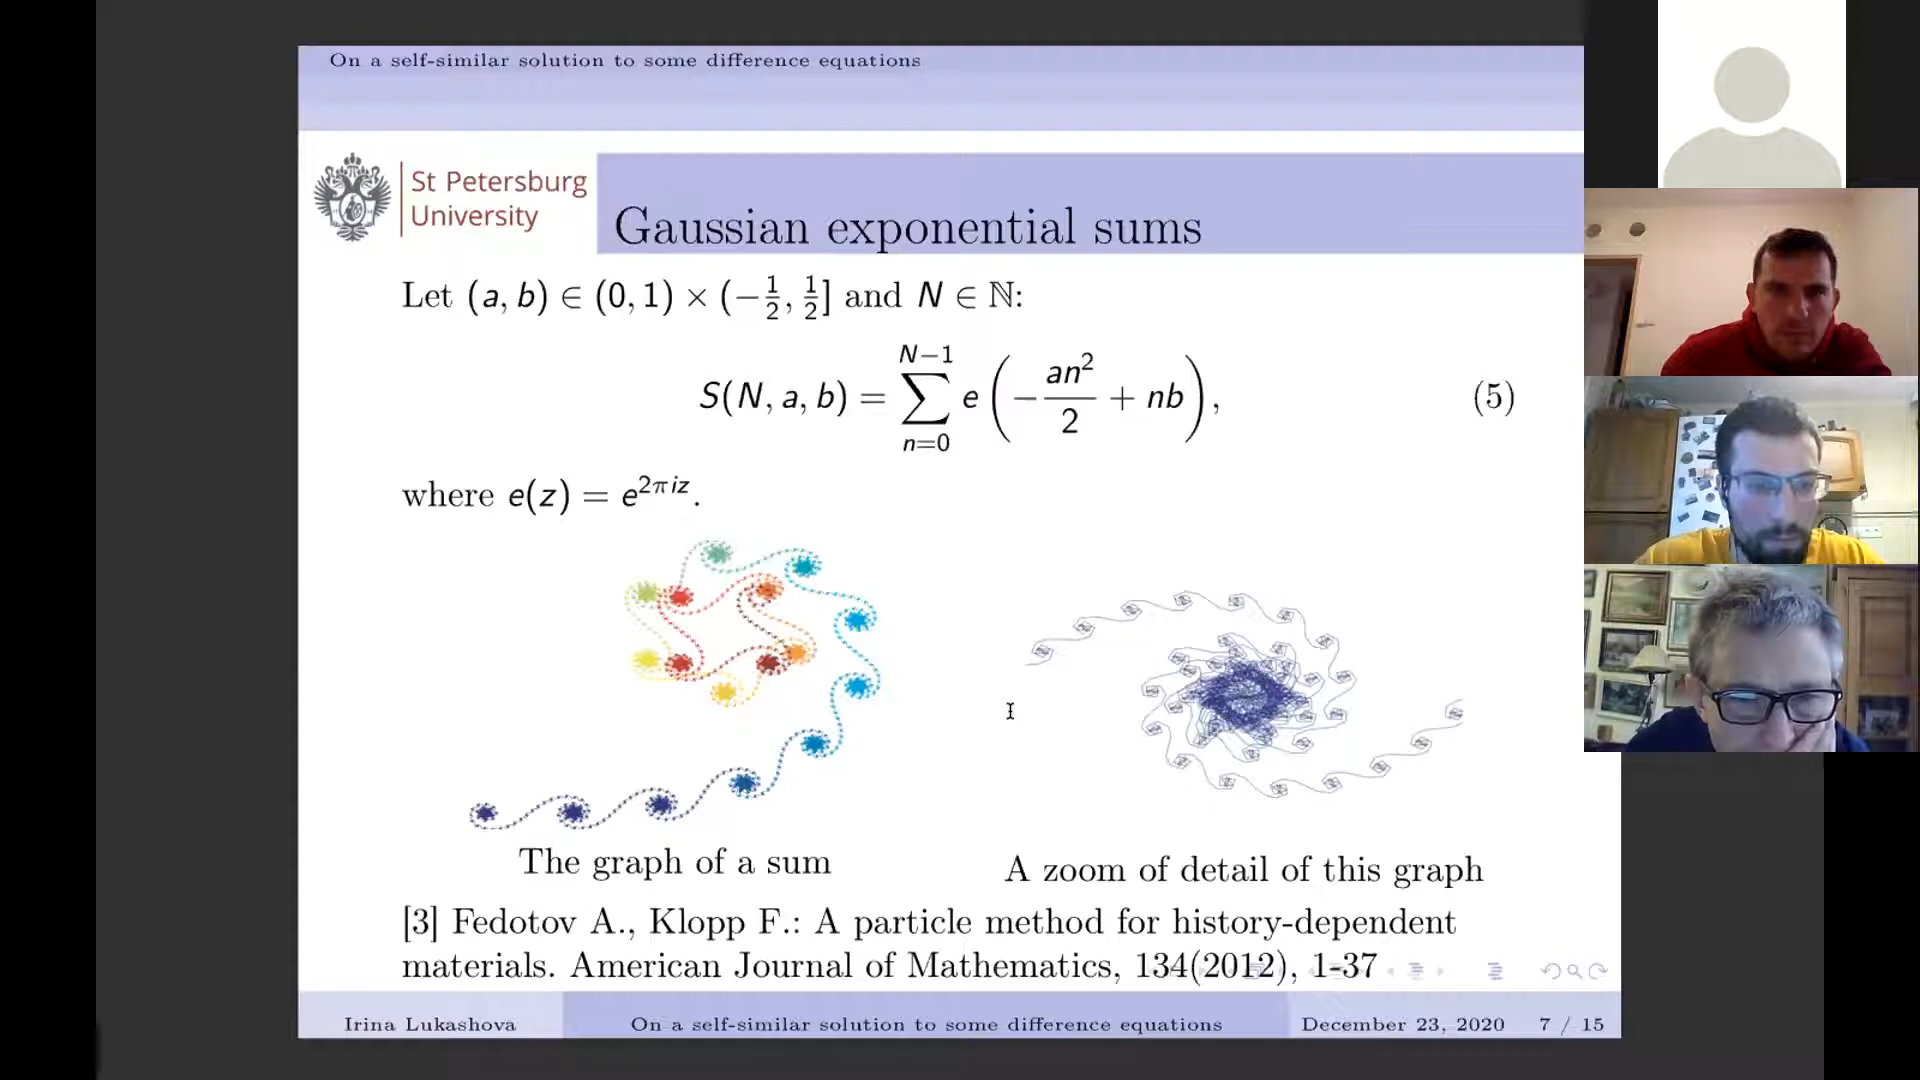 On a self-similar solution to some difference equations
St Petersburg
University
Gaussian exponential sums
Let (a, b) ∈ (0, 1) × (−1/2, 1/2] and N ∈ ℕ:
S(N, a, b) = ∑_{n=0}^{N−1} e(−an²/2 + nb), (5)
where e(z) = e^{2πiz}.
The graph of a sum
A zoom of detail of this graph
[3] Fedotov A., Klopp F.: A particle method for history-dependent
materials. American Journal of Mathematics, 134(2012), 1-37
Irina Lukashova
On a self-similar solution to some difference equations
December 23, 2020
7 / 15